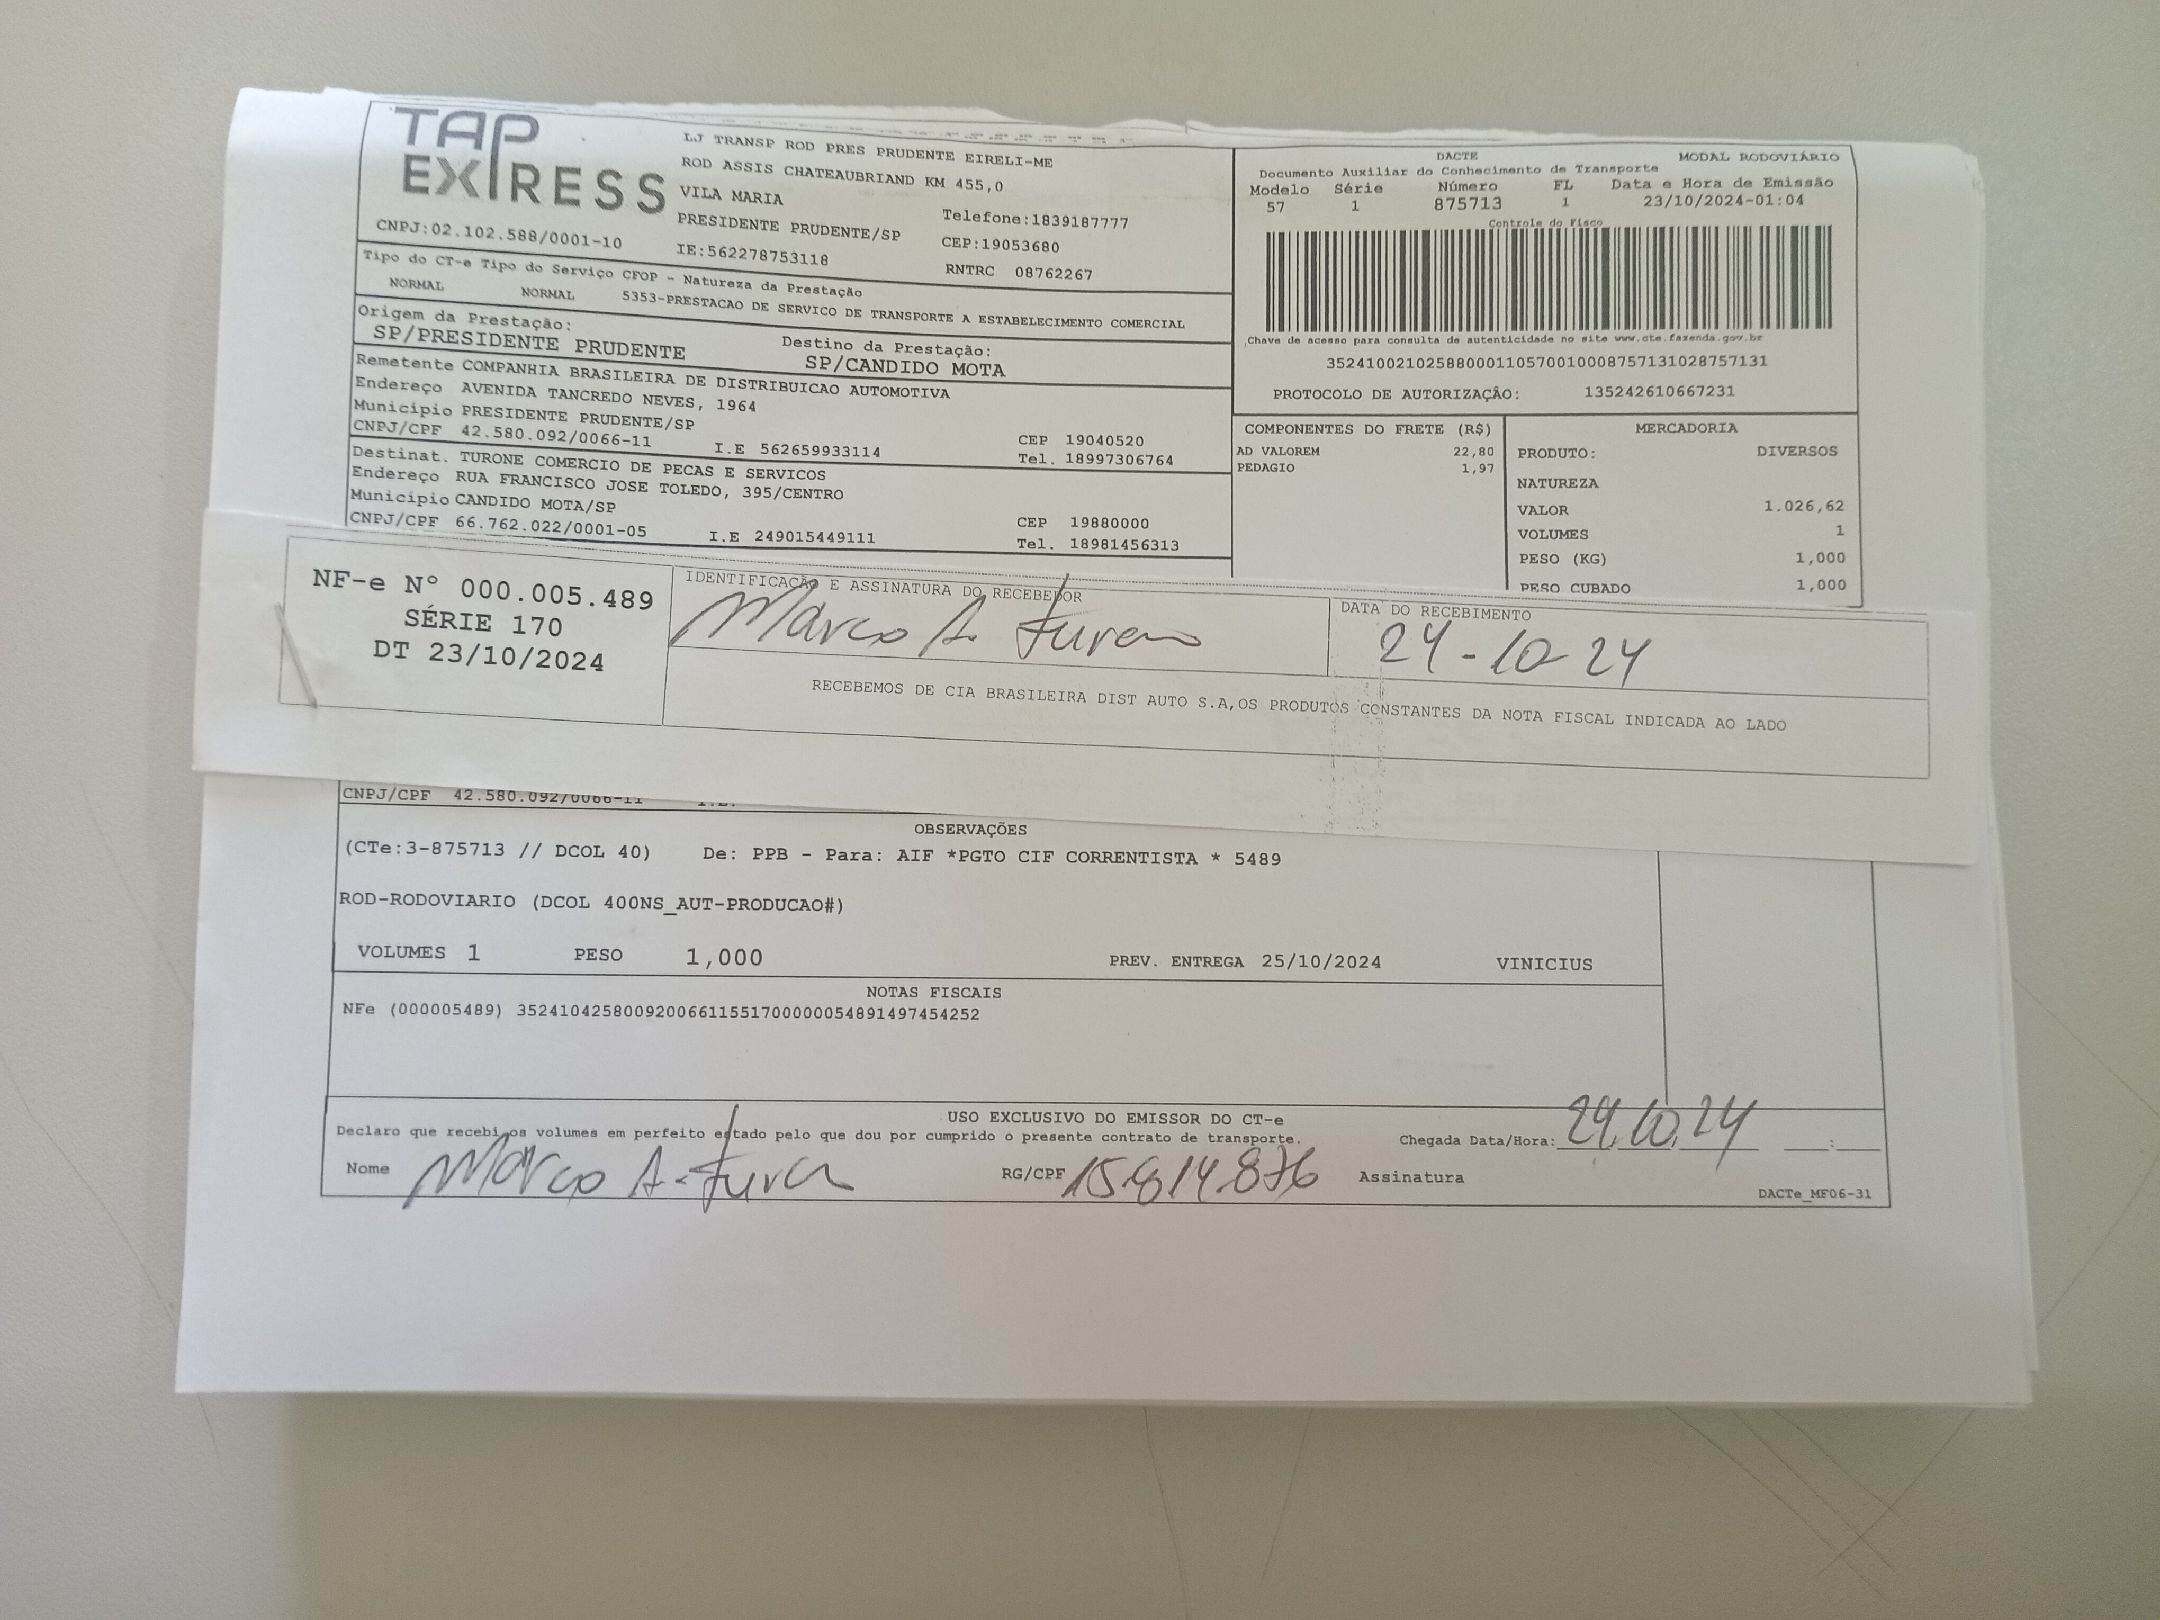 TAP EXPRESS
LJ TRANSP ROD PRES PRUDENTE EIRELI-ME
ROD ASSIS CHATEAUBRIAND KM 455,0
VILA MARIA
PRESIDENTE PRUDENTE/SP
Telefone:1839187777
CEP:19053680
CNPJ:02.102.588/0001-10
IE:562278753118
RNTRC 08762267
Tipo do CT-e Tipo do Serviço CFOP - Natureza da Prestação
NORMAL NORMAL 5353-PRESTACAO DE SERVICO DE TRANSPORTE A ESTABELECIMENTO COMERCIAL
Origem da Prestação:
SP/PRESIDENTE PRUDENTE
Destino da Prestação:
SP/CANDIDO MOTA
Remetente COMPANHIA BRASILEIRA DE DISTRIBUICAO AUTOMOTIVA
Endereço AVENIDA TANCREDO NEVES, 1964
Município PRESIDENTE PRUDENTE/SP
CEP 19040520
CNPJ/CPF 42.580.092/0066-11 I.E 562659933114 Tel. 18997306764
Destinat. TURONE COMERCIO DE PECAS E SERVICOS
Endereço RUA FRANCISCO JOSE TOLEDO, 395/CENTRO
Município CANDIDO MOTA/SP
CEP 19880000
CNPJ/CPF 66.762.022/0001-05 I.E 249015449111 Tel. 18981456313
DACTE MODAL RODOVIÁRIO
Documento Auxiliar do Conhecimento de Transporte
Modelo Série Número FL Data e Hora de Emissão
57 1 875713 1 23/10/2024-01:04
Controle do Fisco
Chave de acesso para consulta de autenticidade no site www.cte.fazenda.gov.br
35241002102588000110570010008757131028757131
PROTOCOLO DE AUTORIZAÇÃO: 135242610667231
COMPONENTES DO FRETE (R$)
AD VALOREM 22,80
PEDAGIO 1,97
MERCADORIA
PRODUTO: DIVERSOS
NATUREZA
VALOR 1.026,62
VOLUMES 1
PESO (KG) 1,000
PESO CUBADO 1,000
NF-e N° 000.005.489
SÉRIE 170
DT 23/10/2024
IDENTIFICAÇÃO E ASSINATURA DO RECEBEDOR
Marco A.
DATA DO RECEBIMENTO
24-10-24
RECEBEMOS DE CIA BRASILEIRA DIST AUTO S.A,OS PRODUTOS CONSTANTES DA NOTA FISCAL INDICADA AO LADO
CNPJ/CPF 42.580.092/0066-11 I.E.
OBSERVAÇÕES
(CTe:3-875713 // DCOL 40) De: PPB - Para: AIF *PGTO CIF CORRENTISTA * 5489
ROD-RODOVIARIO (DCOL 400NS_AUT-PRODUCAO#)
VOLUMES 1 PESO 1,000 PREV. ENTREGA 25/10/2024 VINICIUS
NOTAS FISCAIS
NFe (000005489) 35241042580092006611551700000054891497454252
USO EXCLUSIVO DO EMISSOR DO CT-e
Declaro que recebi os volumes em perfeito estado pelo que dou por cumprido o presente contrato de transporte.
Chegada Data/Hora: 24.10.24 :
Nome Marco A. RG/CPF 15.614.876 Assinatura
DACTe_MF06-31